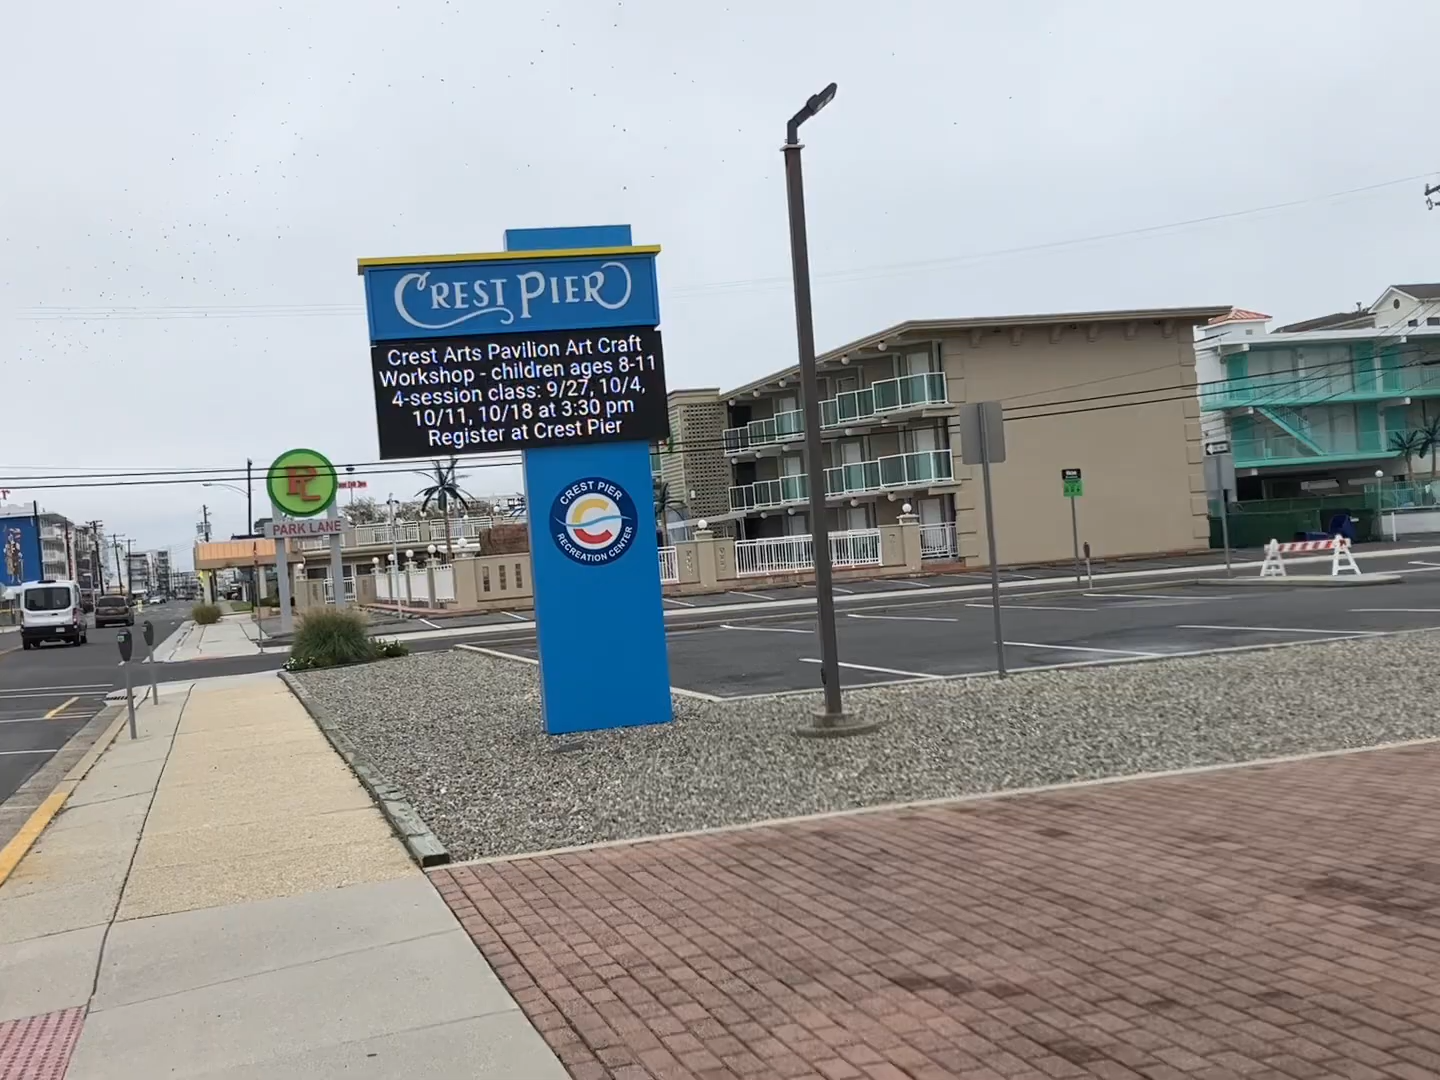 CREST PIER
Crest Arts Pavilion Art Craft
Workshop - children ages 8-11
4-session class: 9/27, 10/4,
10/11, 10/18 at 3:30 pm
Register at Crest Pier
CREST PIER
C
RECREATION CENTER
PL
PARK LANE